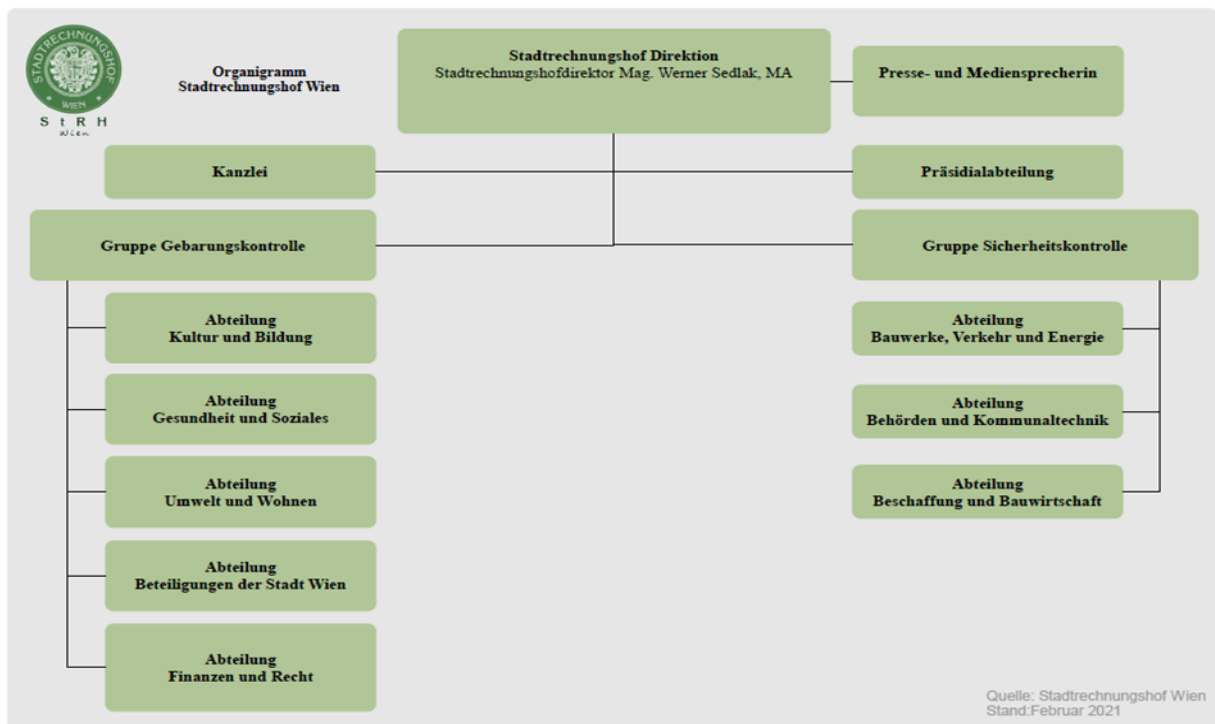 STADTRECHNUNGSHOF
WIEN
S t R H
Wien
Organigramm
Stadtrechnungshof Wien
Stadtrechnungshof Direktion
Stadtrechnungshofdirektor Mag. Werner Sedlak, MA
Presse- und Mediensprecherin
Kanzlei
Präsidialabteilung
Gruppe Gebarungskontrolle
Gruppe Sicherheitskontrolle
Abteilung
Kultur und Bildung
Abteilung
Gesundheit und Soziales
Abteilung
Umwelt und Wohnen
Abteilung
Beteiligungen der Stadt Wien
Abteilung
Finanzen und Recht
Abteilung
Bauwerke, Verkehr und Energie
Abteilung
Behörden und Kommunaltechnik
Abteilung
Beschaffung und Bauwirtschaft
Quelle: Stadtrechnungshof Wien
Stand:Februar 2021